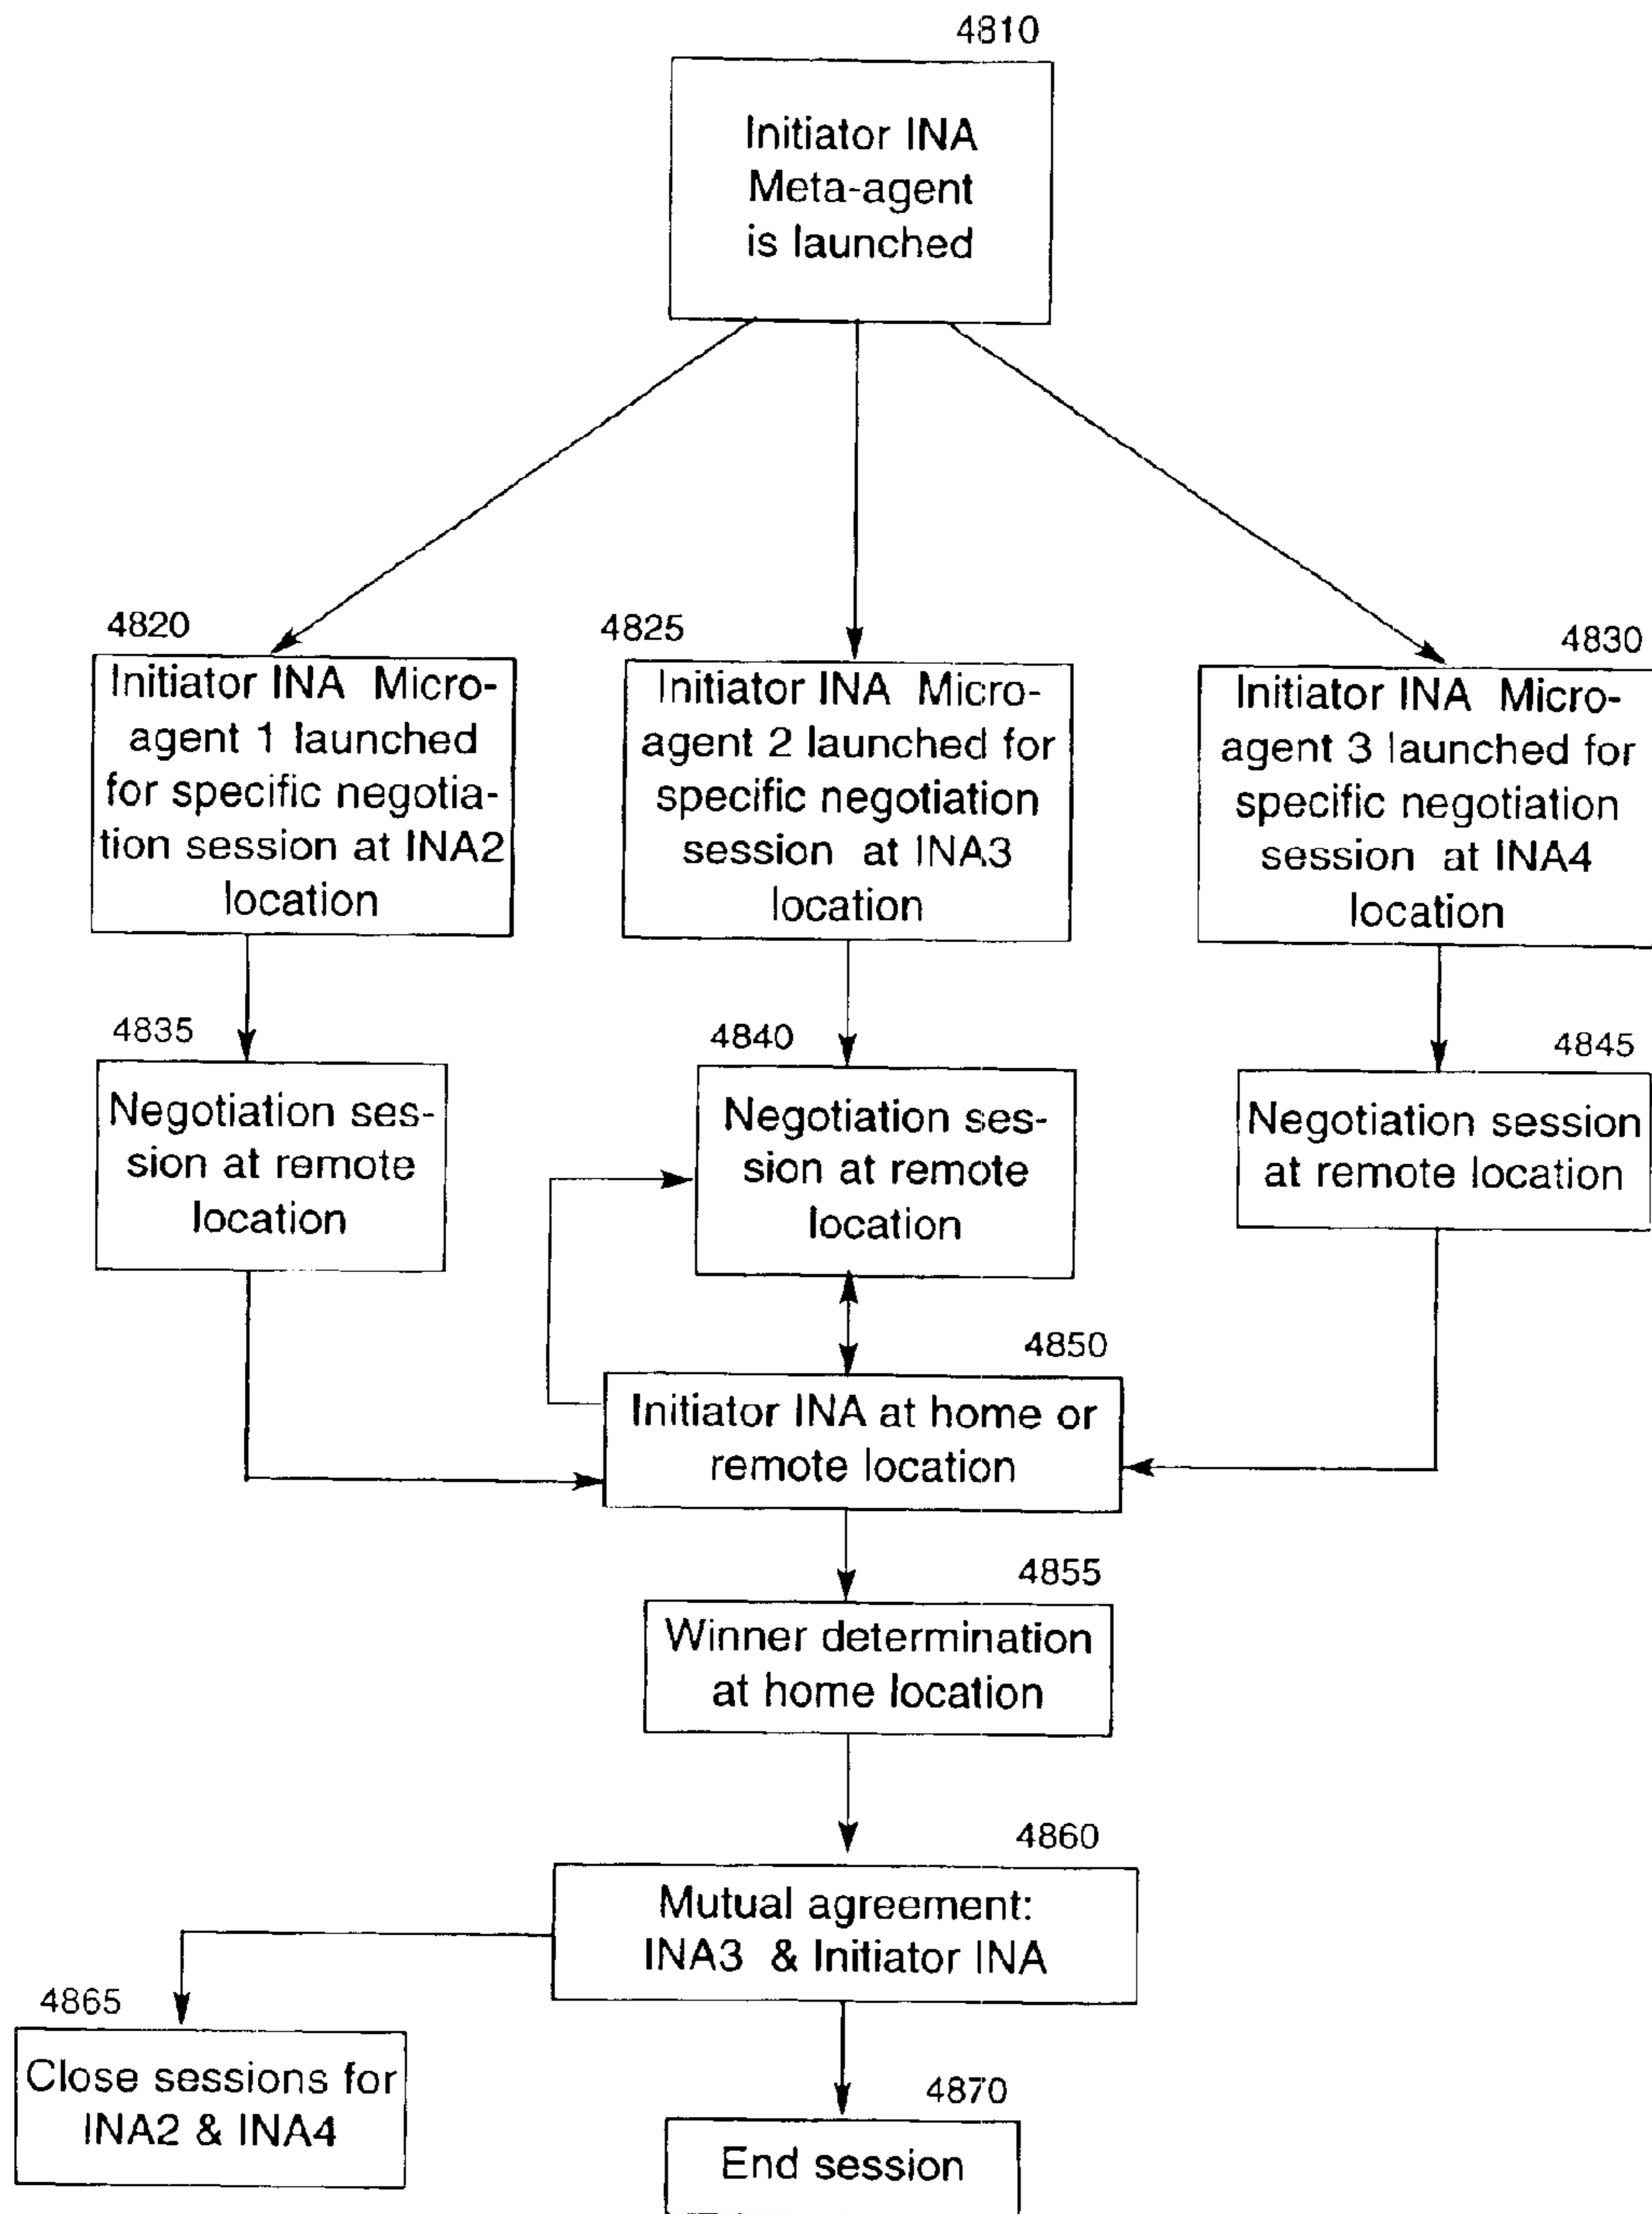 4810
Initiator INA
Meta-agent
is launched
4820
Initiator INA Micro-
agent 1 launched
for specific negotia-
tion session at INA2
location
4825
Initiator INA Micro-
agent 2 launched for
specific negotiation
session at INA3
location
4830
Initiator INA Micro-
agent 3 launched for
specific negotiation
session at INA4
location
4835
Negotiation ses-
sion at remote
location
4840
Negotiation ses-
sion at remote
location
4845
Negotiation session
at remote location
4850
Initiator INA at home or
remote location
4855
Winner determination
at home location
4860
Mutual agreement:
INA3 & Initiator INA
4865
Close sessions for
INA2 & INA4
4870
End session